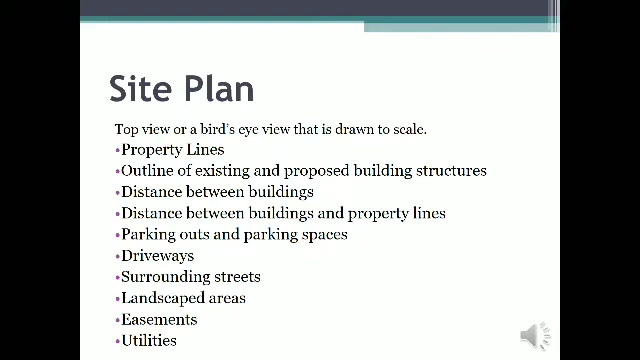 Site Plan
Top view or a bird's eye view that is drawn to scale.
•Property Lines
•Outline of existing and proposed building structures
•Distance between buildings
•Distance between buildings and property lines
•Parking outs and parking spaces
•Driveways
•Surrounding streets
•Landscaped areas
•Easements
•Utilities